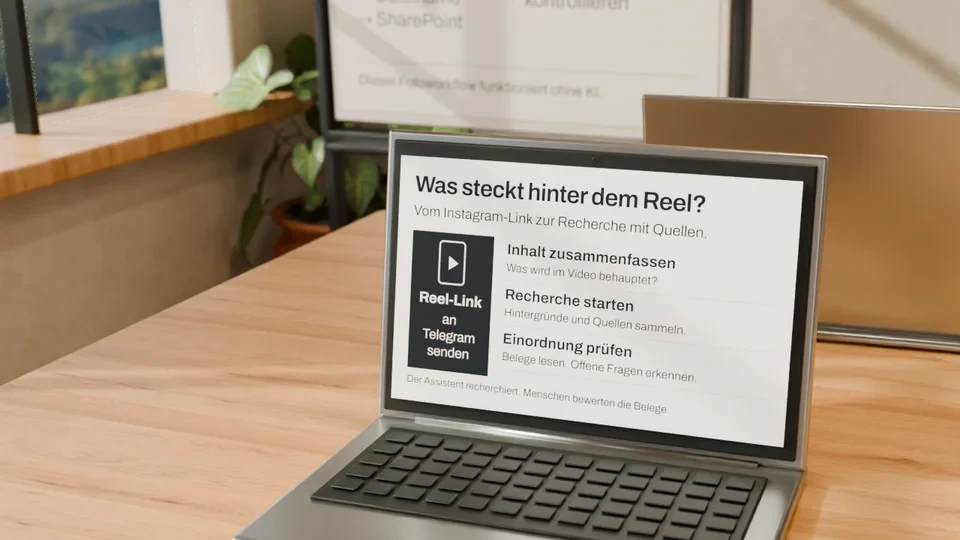 kontrollieren
→ SharePoint
Dieser Fotoworkflow funktioniert ohne KI.
Was steckt hinter dem Reel?
Vom Instagram-Link zur Recherche mit Quellen.
Reel-Link
an
Telegram
senden
Inhalt zusammenfassen
Was wird im Video behauptet?
Recherche starten
Hintergründe und Quellen sammeln.
Einordnung prüfen
Belege lesen. Offene Fragen erkennen.
Der Assistent recherchiert. Menschen bewerten die Belege.